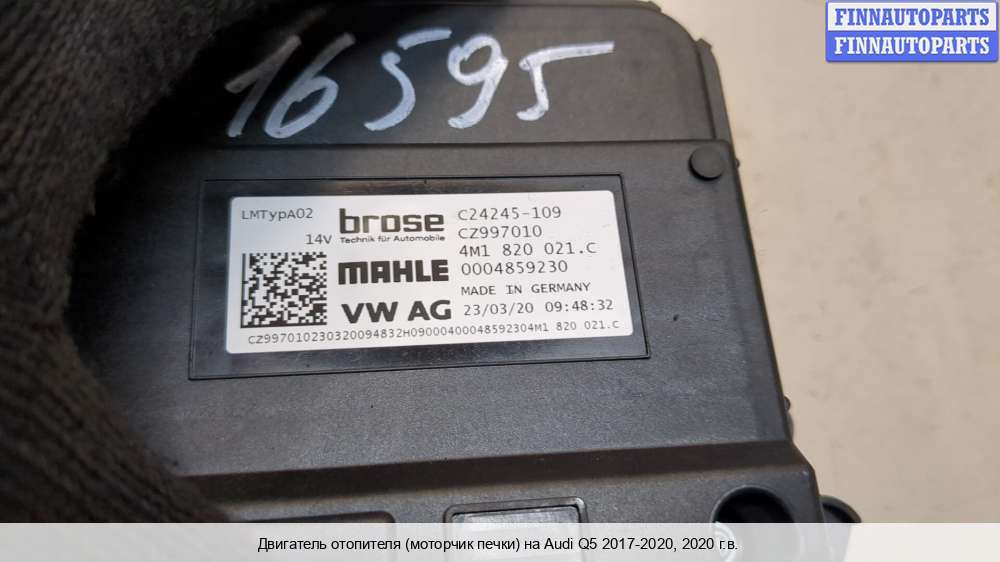 FINNAUTOPARTS
FINNAUTOPARTS
16595
LMTypA02
14V
brose
Technik für Automobile
C24245-109
CZ997010
4M1 820 021.C
MAHLE
0004859230
MADE IN GERMANY
VW AG
23/03/20 09:48:32
CZ997010230320094832H09000400048592304M1 820 021.C
Двигатель отопителя (моторчик печки) на Audi Q5 2017-2020, 2020 г.в.